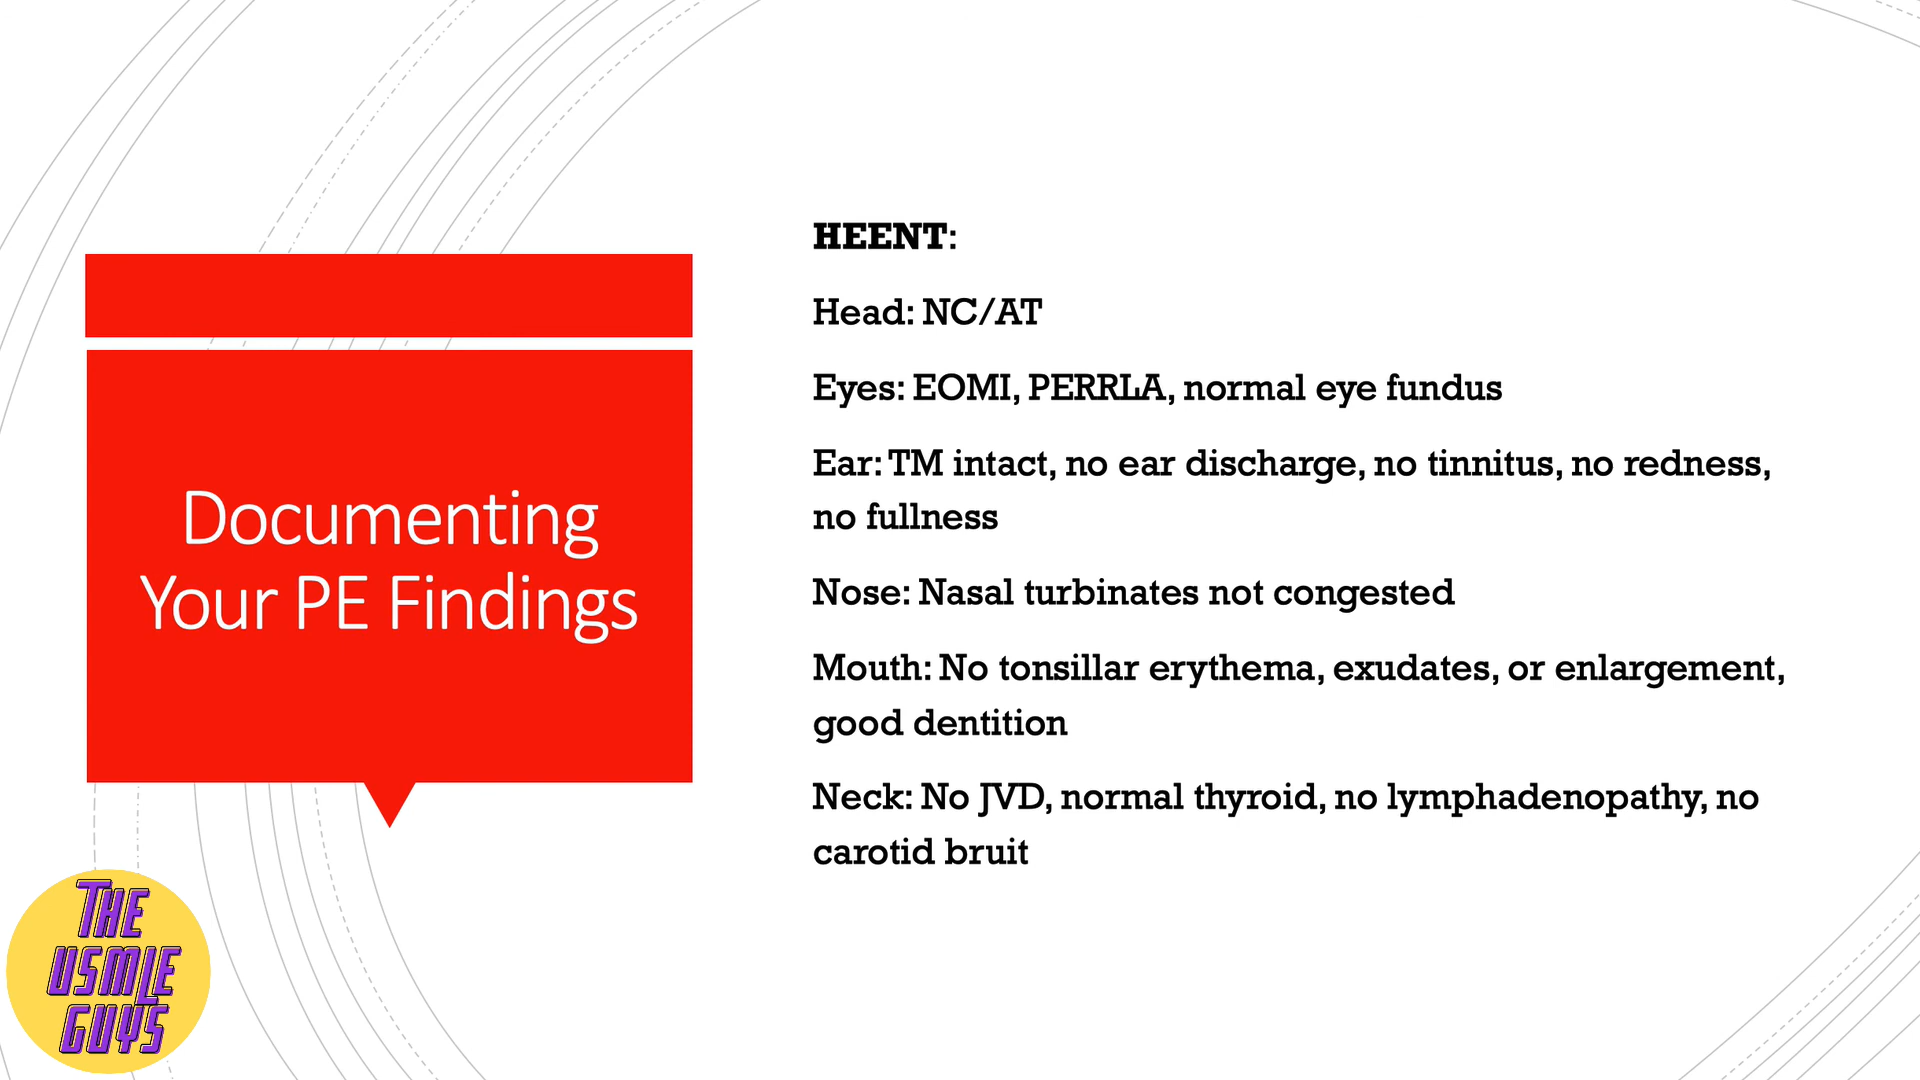 Documenting
Your PE Findings
HEENT:
Head: NC/AT
Eyes: EOMI, PERRLA, normal eye fundus
Ear: TM intact, no ear discharge, no tinnitus, no redness,
no fullness
Nose: Nasal turbinates not congested
Mouth: No tonsillar erythema, exudates, or enlargement,
good dentition
Neck: No JVD, normal thyroid, no lymphadenopathy, no
carotid bruit
THE
USMLE
GUYS